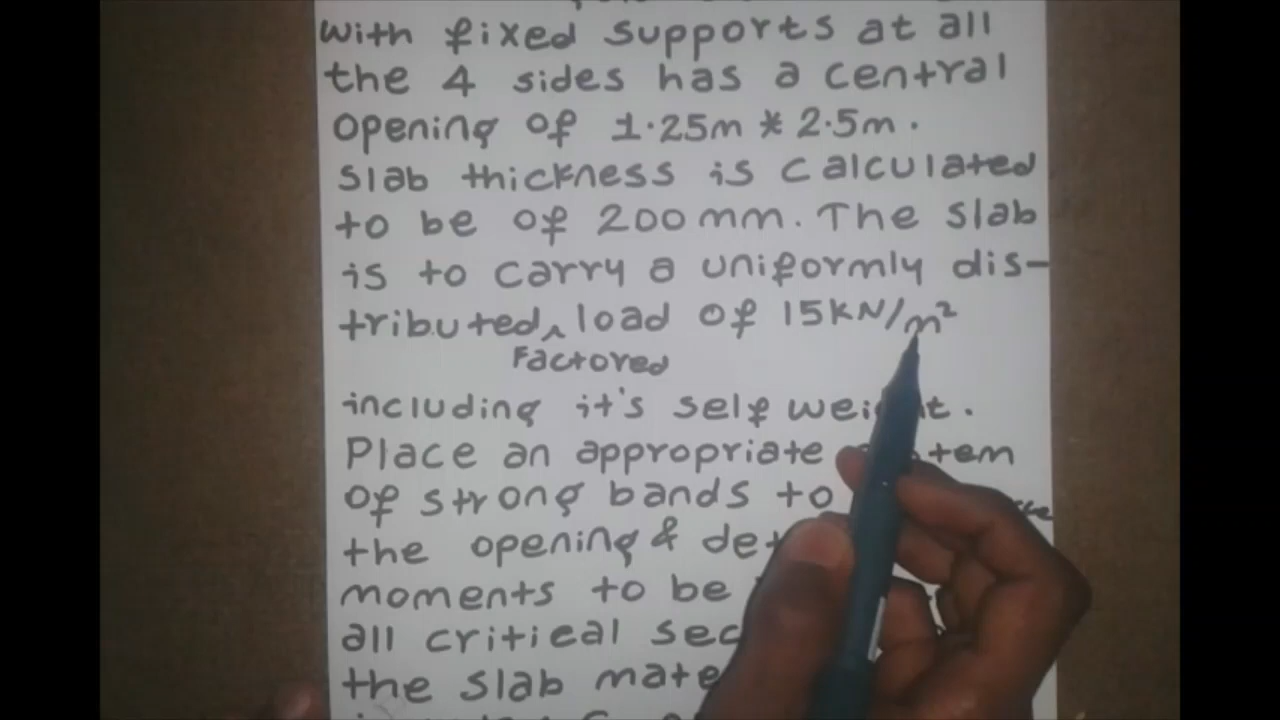 with fixed supports at all
the 4 sides has a central
opening of 1.25m * 2.5m.
Slab thickness is calculated
to be of 200mm. The slab
is to carry a uniformly dis-
tributed ^ load of 15KN/m²
Factored
including it's self
Place an appropriate
of strong bands to
the opening &
moments to be
all critical
the slab